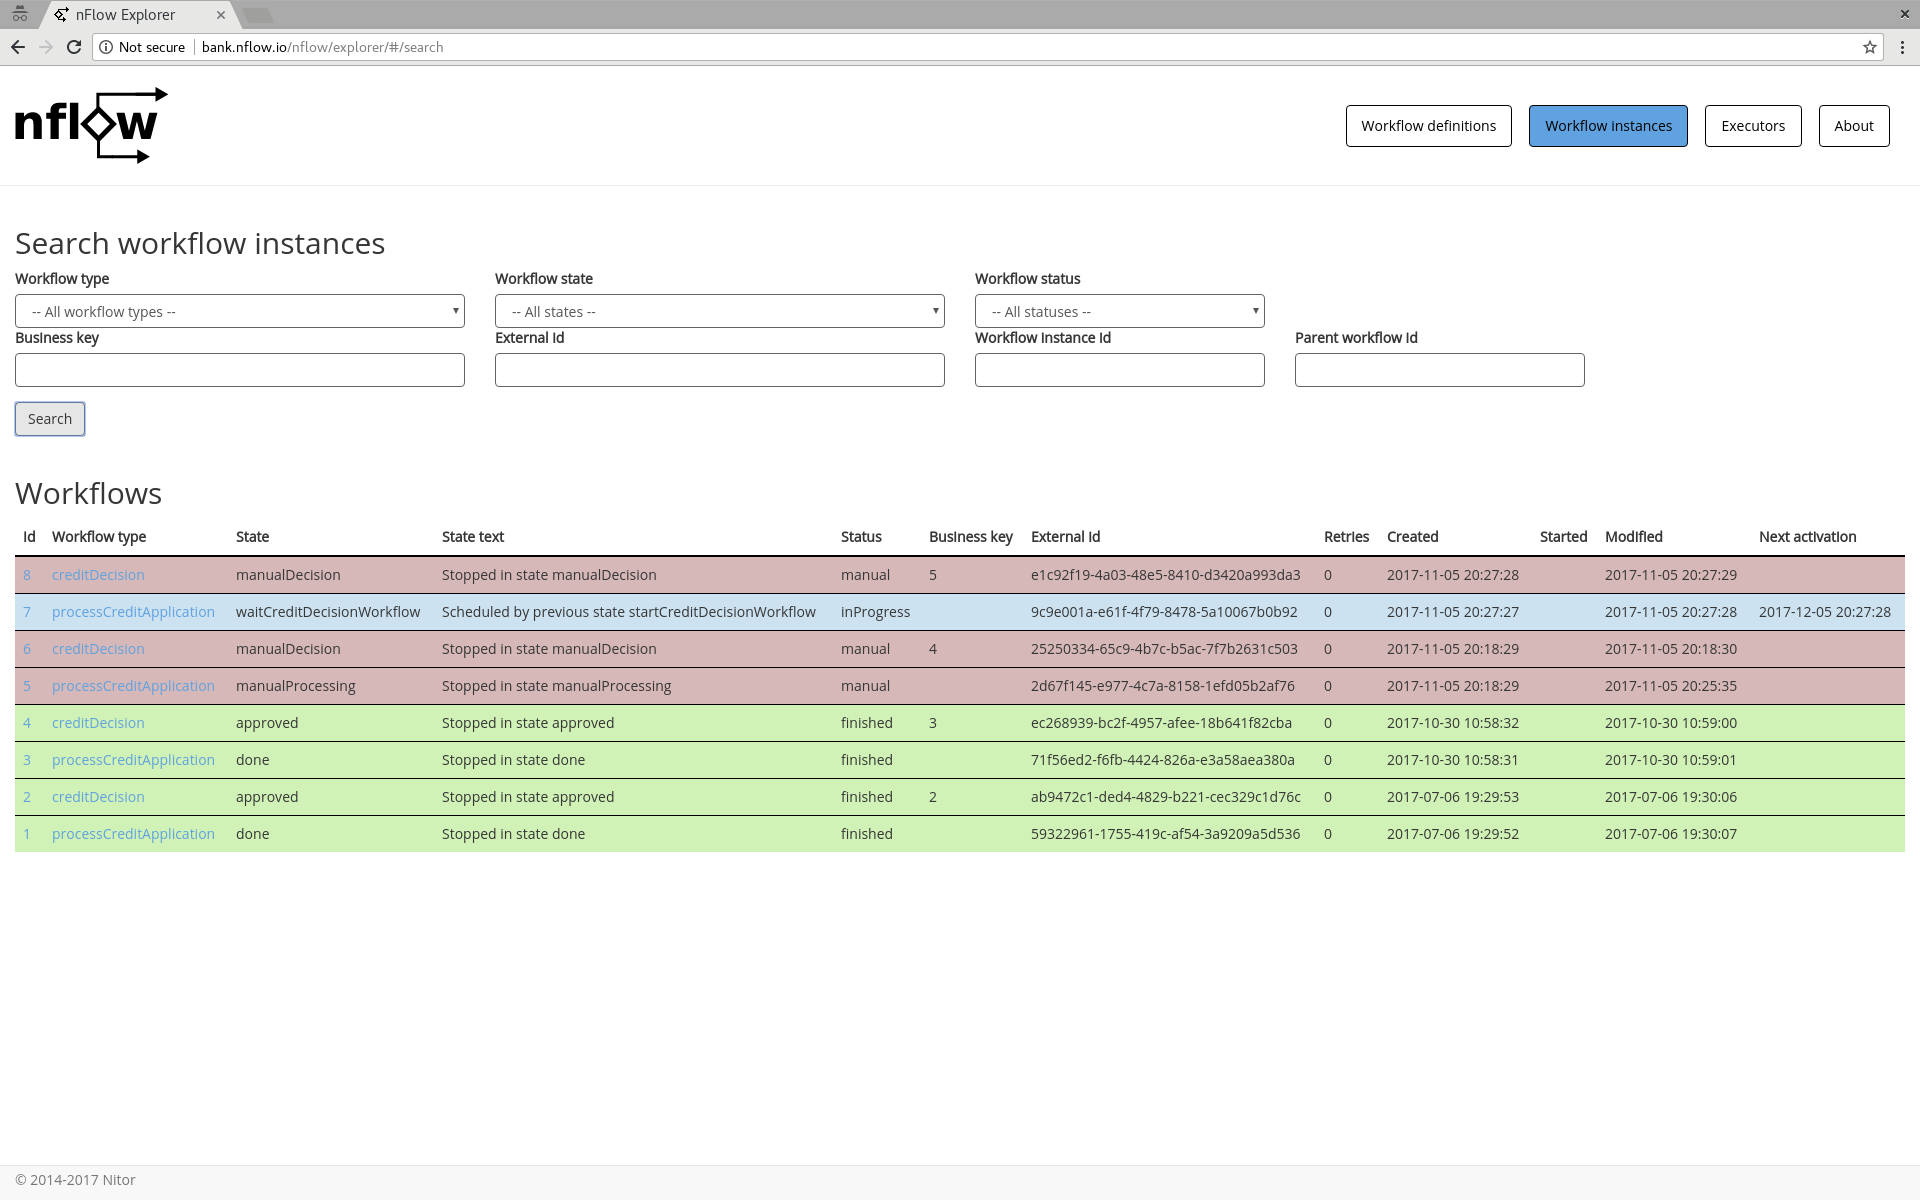 nFlow Explorer
Not secure bank.nflow.io/nflow/explorer/#/search
nflow
Workflow definitions Workflow instances Executors About
Search workflow instances
Workflow type Workflow state Workflow status
-- All workflow types -- -- All states -- -- All statuses --
Business key External id Workflow instance id Parent workflow id
Search
Workflows
Id Workflow type State State text Status Business key External id Retries Created Started Modified Next activation
8 creditDecision manualDecision Stopped in state manualDecision manual 5 e1c92f19-4a03-48e5-8410-d3420a993da3 0 2017-11-05 20:27:28 2017-11-05 20:27:29
7 processCreditApplication waitCreditDecisionWorkflow Scheduled by previous state startCreditDecisionWorkflow inProgress 9c9e001a-e61f-4f79-8478-5a10067b0b92 0 2017-11-05 20:27:27 2017-11-05 20:27:28 2017-12-05 20:27:28
6 creditDecision manualDecision Stopped in state manualDecision manual 4 25250334-65c9-4b7c-b5ac-7f7b2631c503 0 2017-11-05 20:18:29 2017-11-05 20:18:30
5 processCreditApplication manualProcessing Stopped in state manualProcessing manual 2d67f145-e977-4c7a-8158-1efd05b2af76 0 2017-11-05 20:18:29 2017-11-05 20:25:35
4 creditDecision approved Stopped in state approved finished 3 ec268939-bc2f-4957-afee-18b641f82cba 0 2017-10-30 10:58:32 2017-10-30 10:59:00
3 processCreditApplication done Stopped in state done finished 71f56ed2-f6fb-4424-826a-e3a58aea380a 0 2017-10-30 10:58:31 2017-10-30 10:59:01
2 creditDecision approved Stopped in state approved finished 2 ab9472c1-ded4-4829-b221-cec329c1d76c 0 2017-07-06 19:29:53 2017-07-06 19:30:06
1 processCreditApplication done Stopped in state done finished 59322961-1755-419c-af54-3a9209a5d536 0 2017-07-06 19:29:52 2017-07-06 19:30:07
© 2014-2017 Nitor